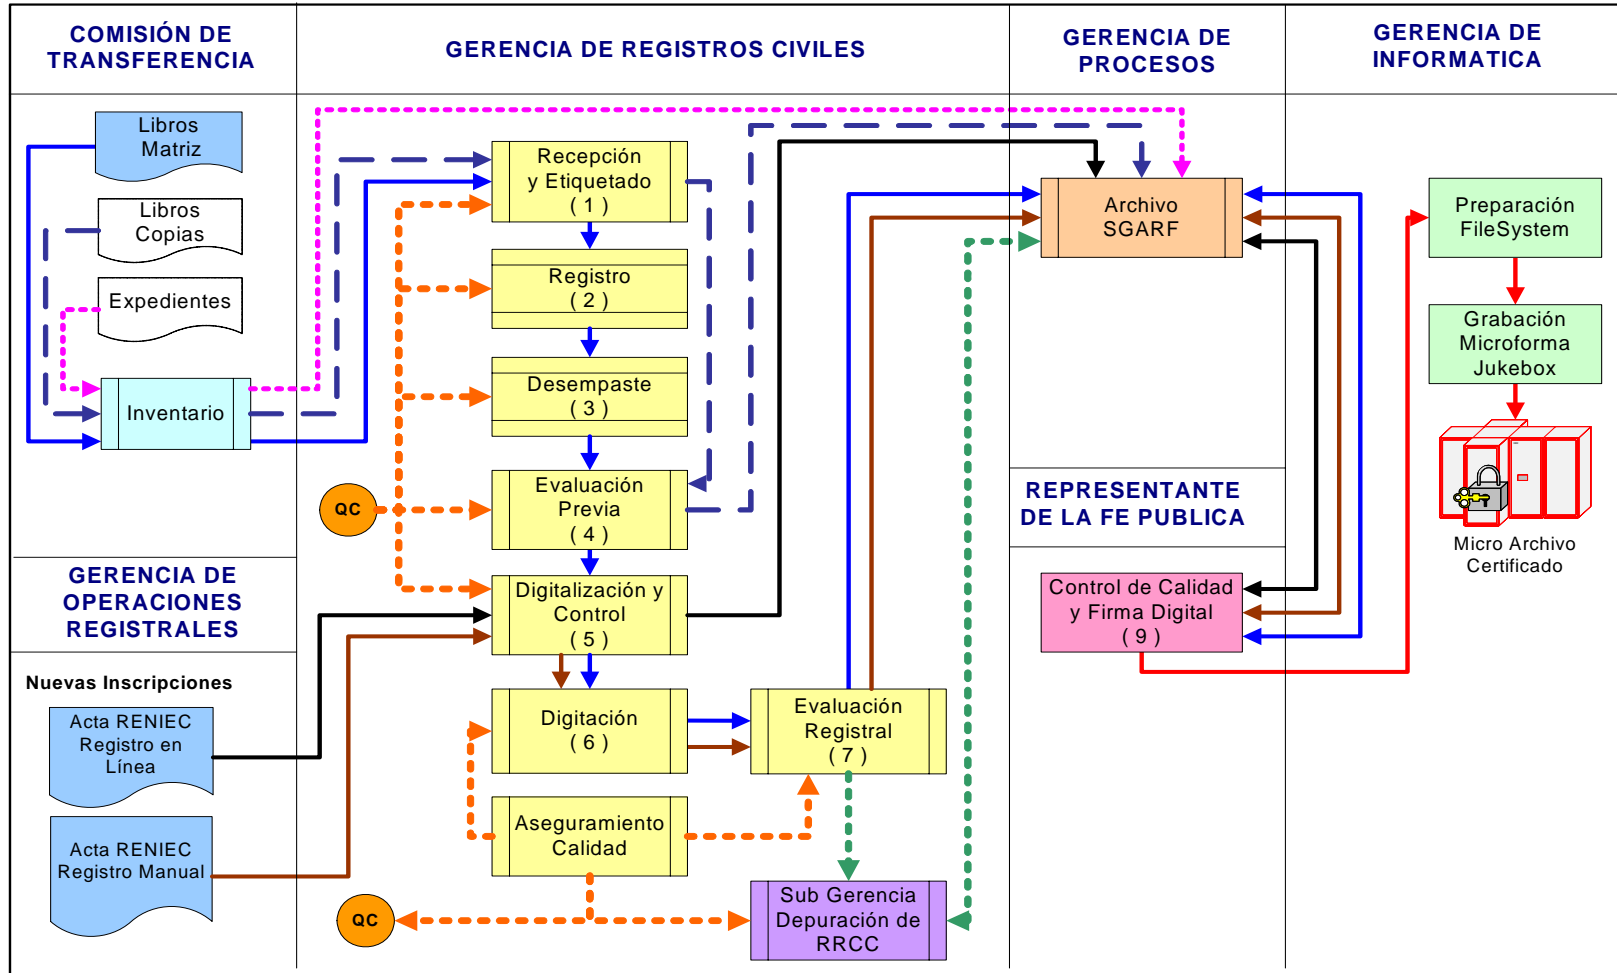 COMISIÓN DE
TRANSFERENCIA
GERENCIA DE REGISTROS CIVILES
GERENCIA DE
PROCESOS
GERENCIA DE
INFORMATICA
Libros
Matriz
Libros
Copias
Expedientes
Inventario
GERENCIA DE
OPERACIONES
REGISTRALES
Nuevas Inscripciones
Acta RENIEC
Registro en
Línea
Acta RENIEC
Registro Manual
Recepción
y Etiquetado
( 1 )
Registro
( 2 )
Desempaste
( 3 )
QC
Evaluación
Previa
( 4 )
Digitalización y
Control
( 5 )
Digitación
( 6 )
Evaluación
Registral
( 7 )
Aseguramiento
Calidad
QC
Sub Gerencia
Depuración de
RRCC
Archivo
SGARF
REPRESENTANTE
DE LA FE PUBLICA
Control de Calidad
y Firma Digital
( 9 )
Preparación
FileSystem
Grabación
Microforma
Jukebox
Micro Archivo
Certificado